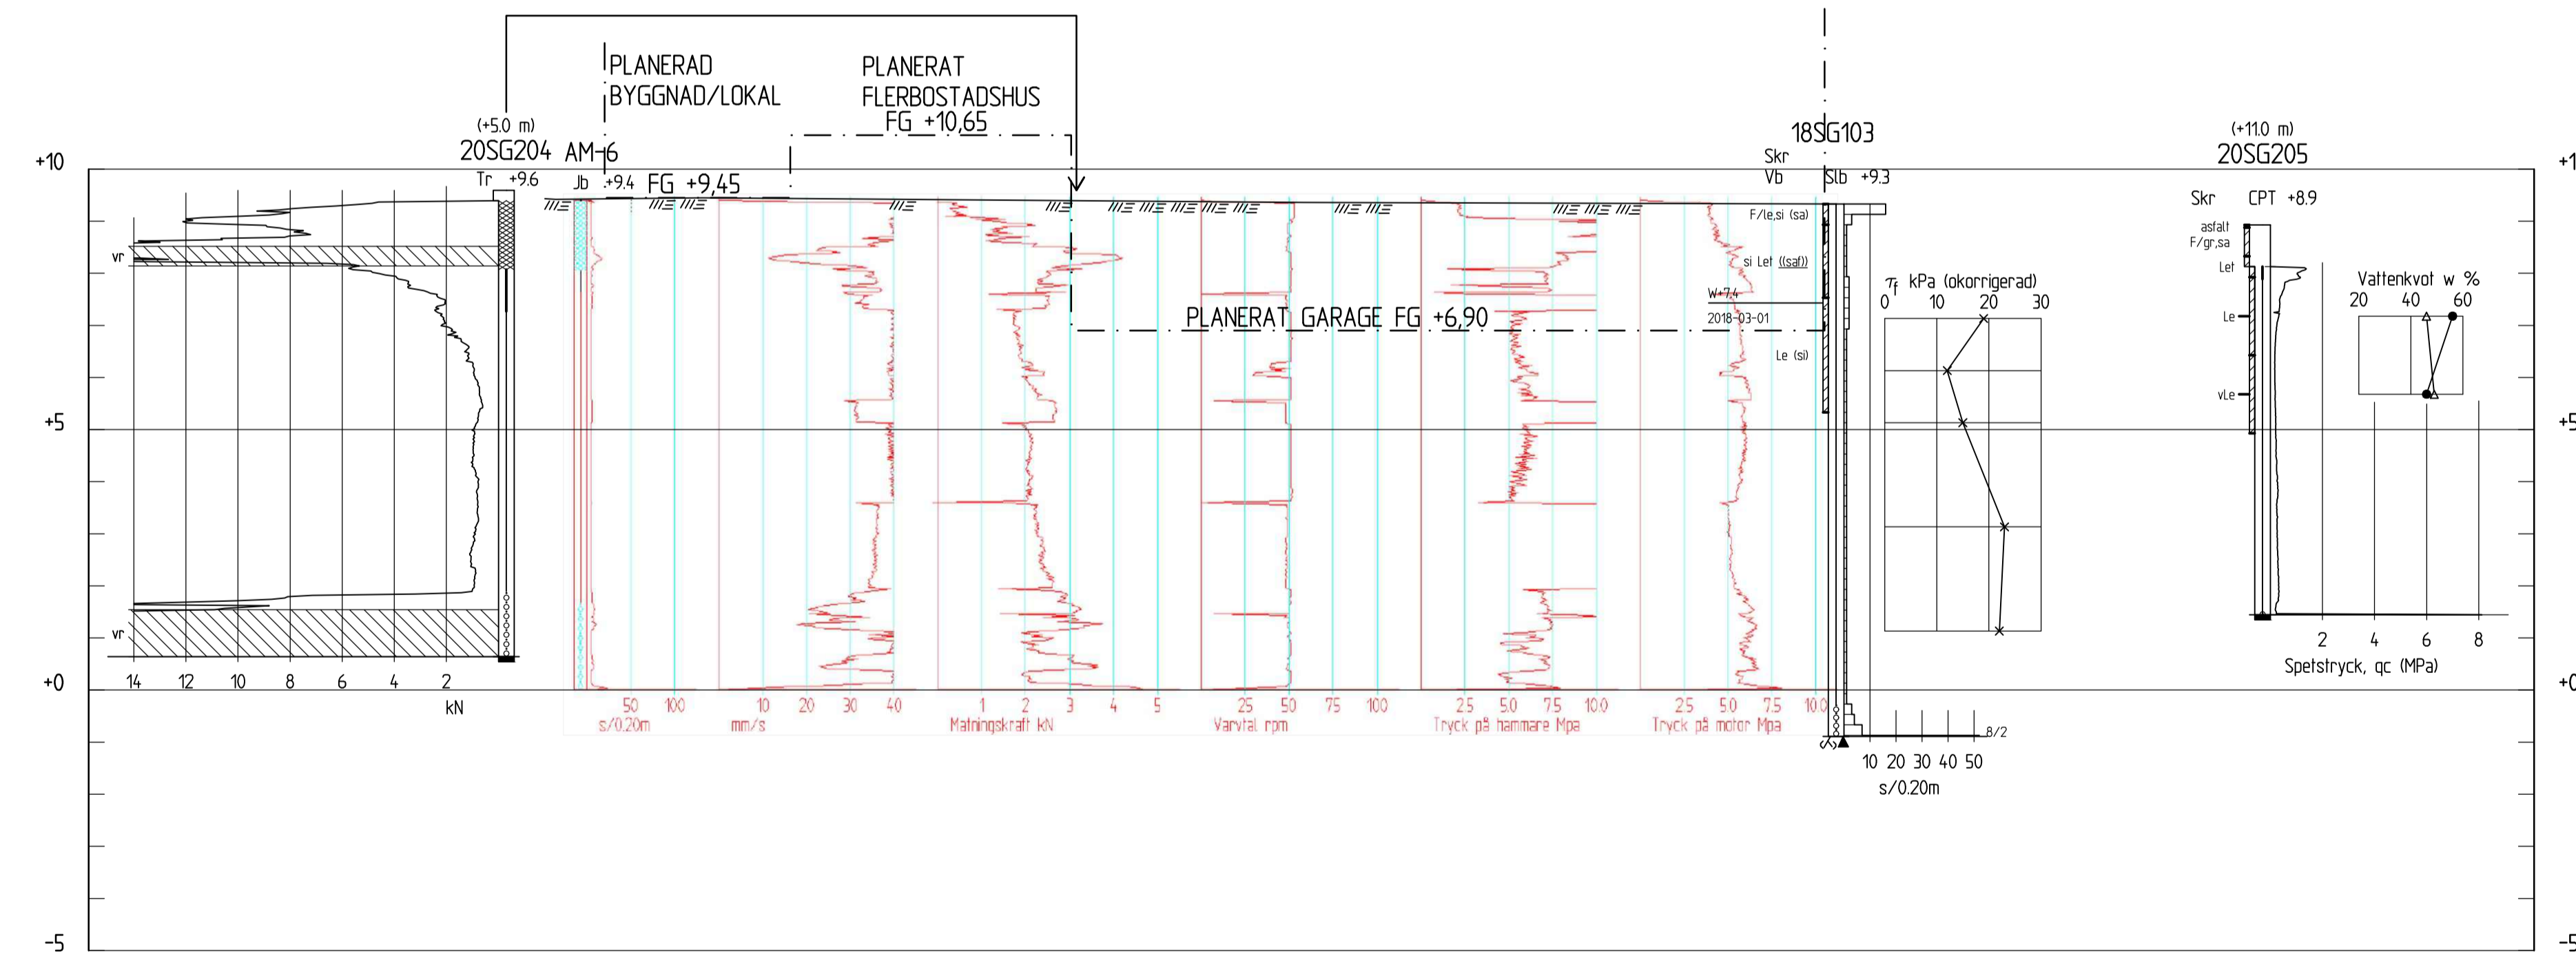 PLANERAD
BYGGNAD/LOKAL
PLANERAT
FLERBOSTADSHUS
FG +10,65
(+5.0 m)
20SG204
AM-6
18SG103
(+11.0 m)
20SG205
+10
Tr +9.6
Jb +9.4
FG +9,45
Skr
Vb
Slb +9.3
Skr CPT +8.9
F/le,si (sa)
asfalt
F/gr,sa
vr
si Let ((saf))
Let
τf kPa (okorrigerad)
0 10 20 30
Vattenkvot w %
20 40 60
W+7.4
2018-03-01
PLANERAT GARAGE FG +6,90
Le
Le (si)
vLe
+5
+5
vr
+0
14 12 10 8 6 4 2
kN
50 100
s/0.20m
10 20 30 40
mm/s
1 2 3 4 5
Matningskraft kN
25 50 75 100
Varvtal rpm
2.5 5.0 7.5 10.0
Tryck på hammare Mpa
2.5 5.0 7.5 10.0
Tryck på motor Mpa
8/2
10 20 30 40 50
s/0.20m
2 4 6 8
Spetstryck, qc (MPa)
-5